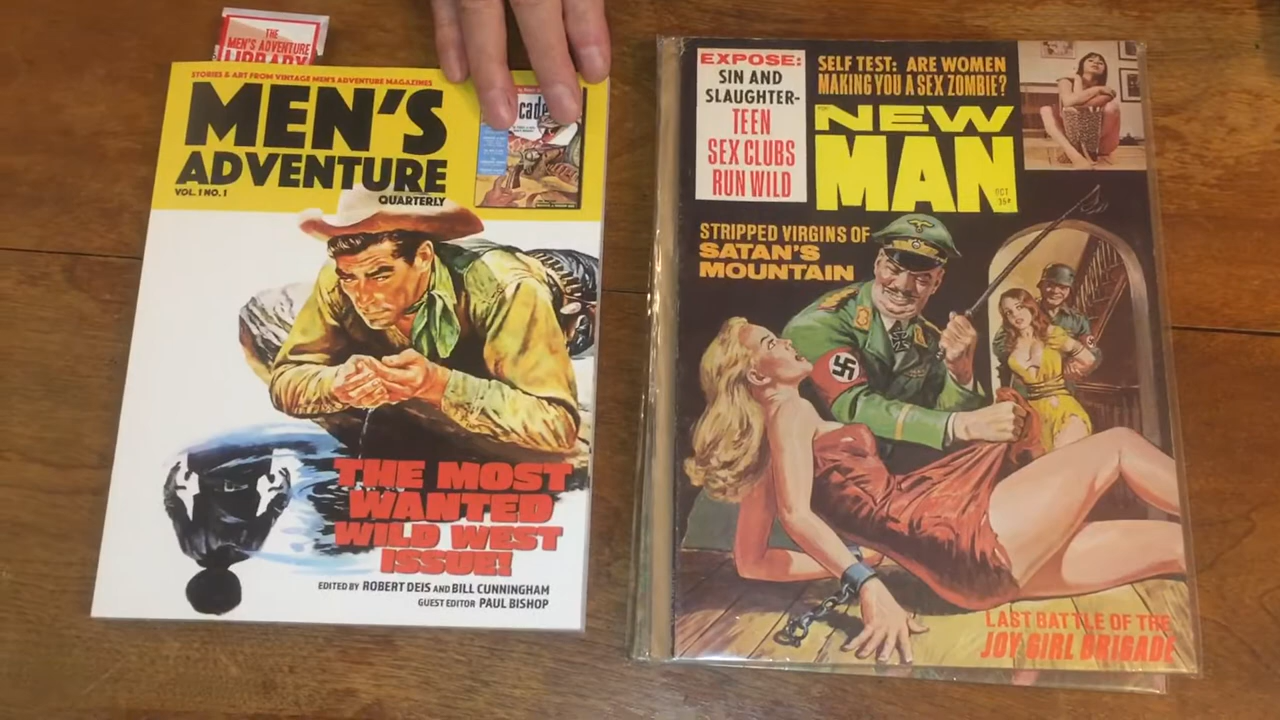 THE
MEN'S ADVENTURE
LIBRARY
STORIES & ART FROM VINTAGE MEN'S ADVENTURE MAGAZINES
MEN'S
ADVENTURE
VOL. 1 NO. 1
QUARTERLY
THE MOST
WANTED
WILD WEST
ISSUE!
EDITED BY ROBERT DEIS AND BILL CUNNINGHAM
GUEST EDITOR PAUL BISHOP
EXPOSE:
SIN AND
SLAUGHTER-
TEEN
SEX CLUBS
RUN WILD
SELF TEST: ARE WOMEN
MAKING YOU A SEX ZOMBIE?
NEW
MAN
OCT
35¢
STRIPPED VIRGINS OF
SATAN'S
MOUNTAIN
LAST BATTLE OF THE
JOY GIRL BRIGADE